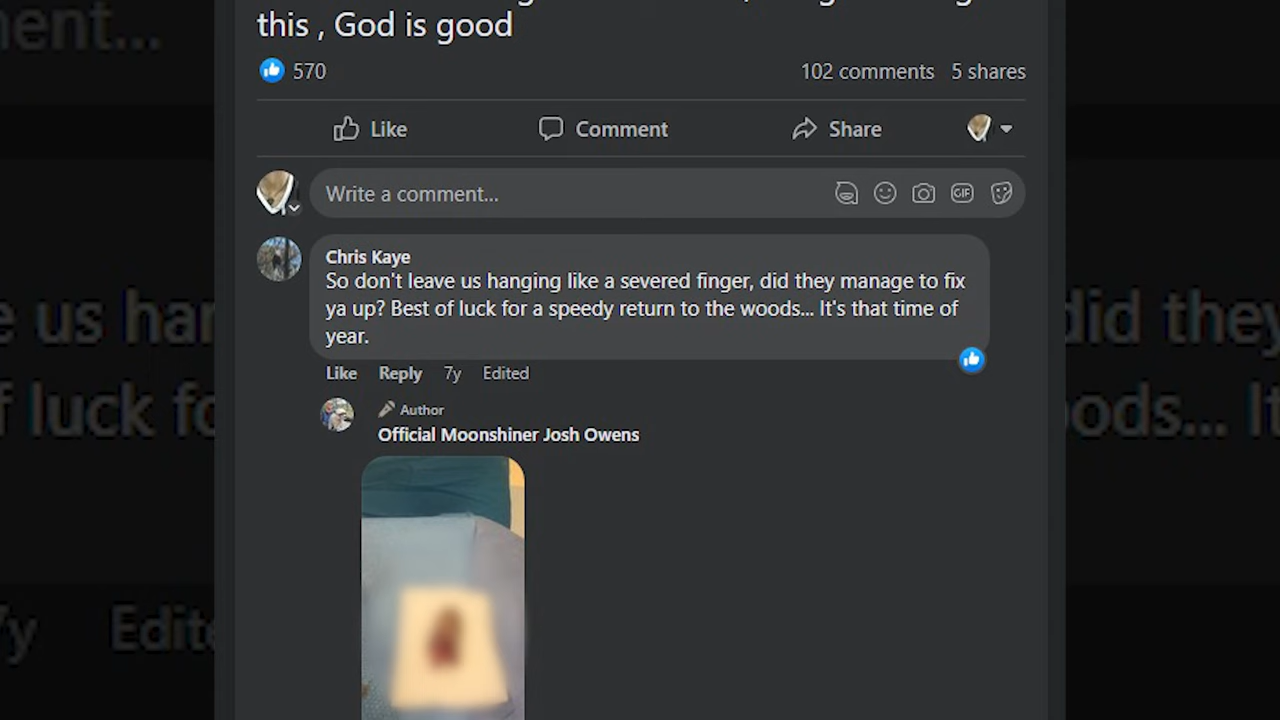 this , God is good
570
102 comments 5 shares
Like
Comment
Share
Write a comment...
GIF
Chris Kaye
So don't leave us hanging like a severed finger, did they manage to fix
ya up? Best of luck for a speedy return to the woods... It's that time of
year.
Like Reply 7y Edited
Author
Official Moonshiner Josh Owens